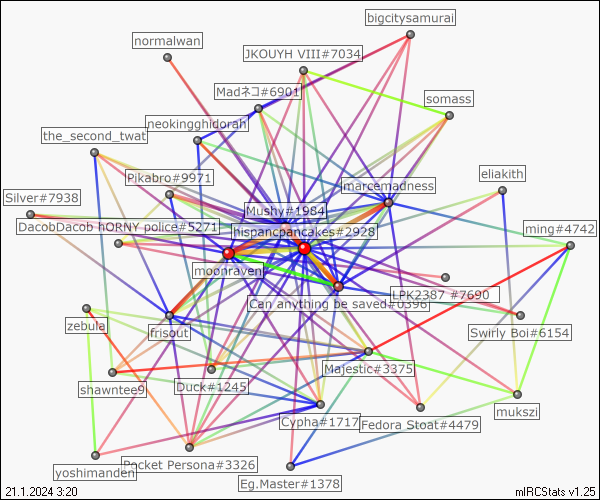 bigcitysamurai
normalwan
JKOUYH VIII#7034
Madネコ#6901
somass
neokingghidorah
the_second_twat
Pikabro#9971
eliakith
marcemadness
Silver#7938
Mushy#1984
DacobDacob hORNY police#5271
hispancpancakes#2928
ming#4742
moonraven
LPK2387 #7690
Can anything be saved#0396
zebula
frisout
Swirly Boi#6154
Majestic#3375
shawntee9
Duck#1245
mukszi
Cypha#1717
Fedora Stoat#4479
yoshimanden
Pocket Persona#3326
Eg.Master#1378
21.1.2024 3:20
mIRCStats v1.25